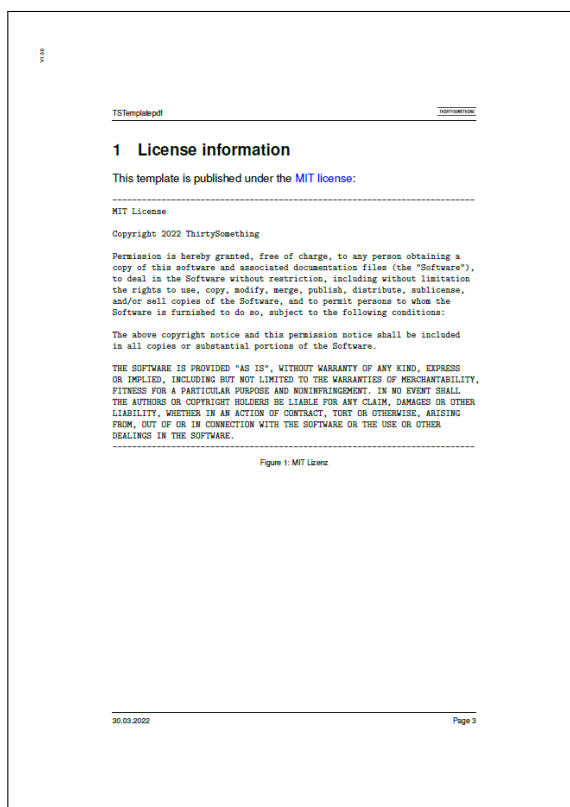 V1.0.0
TSTemplate.pdf
THIRTYSOMETHING
1 License information
This template is published under the MIT license:
---------------------------------------------------------------------------
MIT License
Copyright 2022 ThirtySomething
Permission is hereby granted, free of charge, to any person obtaining a
copy of this software and associated documentation files (the "Software"),
to deal in the Software without restriction, including without limitation
the rights to use, copy, modify, merge, publish, distribute, sublicense,
and/or sell copies of the Software, and to permit persons to whom the
Software is furnished to do so, subject to the following conditions:
The above copyright notice and this permission notice shall be included
in all copies or substantial portions of the Software.
THE SOFTWARE IS PROVIDED "AS IS", WITHOUT WARRANTY OF ANY KIND, EXPRESS
OR IMPLIED, INCLUDING BUT NOT LIMITED TO THE WARRANTIES OF MERCHANTABILITY,
FITNESS FOR A PARTICULAR PURPOSE AND NONINFRINGEMENT. IN NO EVENT SHALL
THE AUTHORS OR COPYRIGHT HOLDERS BE LIABLE FOR ANY CLAIM, DAMAGES OR OTHER
LIABILITY, WHETHER IN AN ACTION OF CONTRACT, TORT OR OTHERWISE, ARISING
FROM, OUT OF OR IN CONNECTION WITH THE SOFTWARE OR THE USE OR OTHER
DEALINGS IN THE SOFTWARE.
---------------------------------------------------------------------------
Figure 1: MIT Lizenz
30.03.2022
Page 3